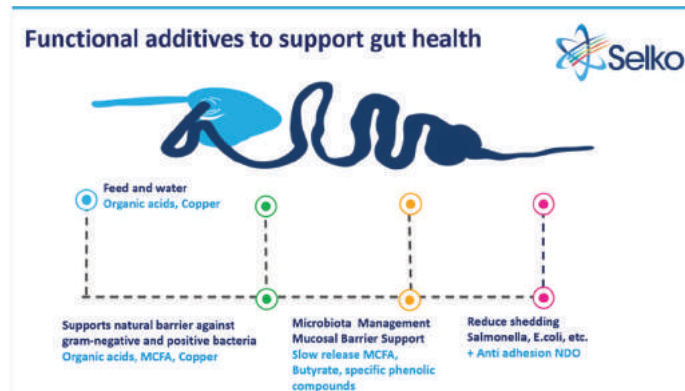 Functional additives to support gut health
Selko
Feed and water
Organic acids, Copper
Supports natural barrier against
gram-negative and positive bacteria
Organic acids, MCFA, Copper
Microbiota Management
Mucosal Barrier Support
Slow release MCFA,
Butyrate, specific phenolic
compounds
Reduce shedding
Salmonella, E.coli, etc.
+ Anti adhesion NDO